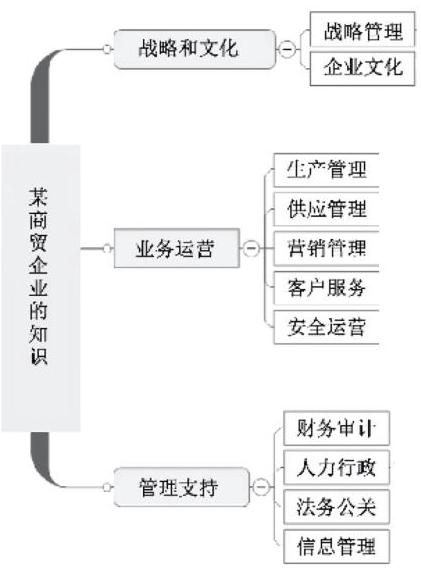 某商贸企业的知识
战略和文化
战略管理
企业文化
业务运营
生产管理
供应管理
营销管理
客户服务
安全运营
管理支持
财务审计
人力行政
法务公关
信息管理